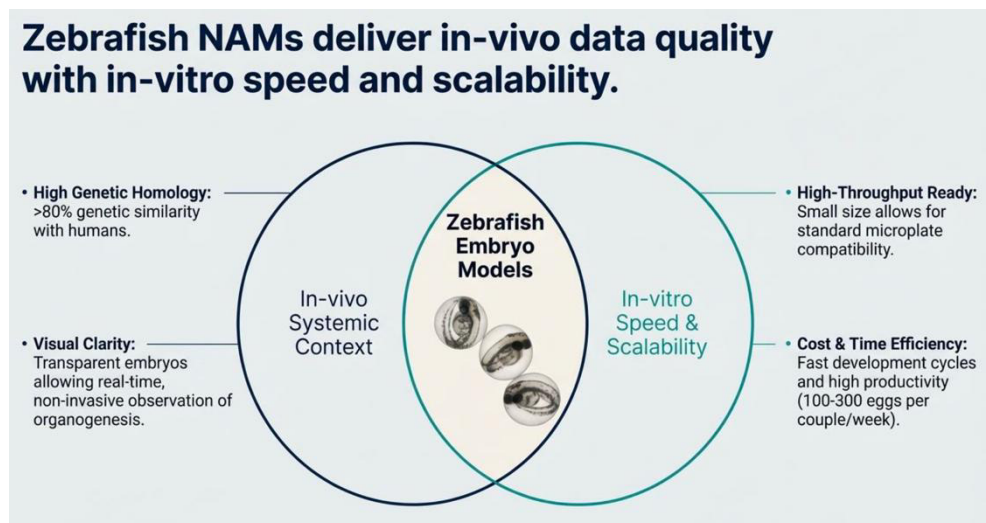 Zebrafish NAMs deliver in-vivo data quality
with in-vitro speed and scalability.
• High Genetic Homology:
>80% genetic similarity
with humans.
• Visual Clarity:
Transparent embryos
allowing real-time,
non-invasive observation of
organogenesis.
In-vivo
Systemic
Context
Zebrafish
Embryo
Models
In-vitro
Speed &
Scalability
• High-Throughput Ready:
Small size allows for
standard microplate
compatibility.
• Cost & Time Efficiency:
Fast development cycles
and high productivity
(100-300 eggs per
couple/week).